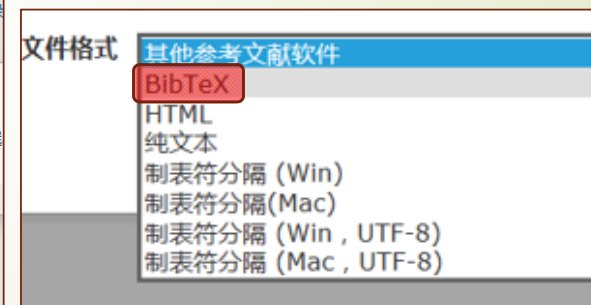 文件格式
其他参考文献软件
BibTeX
HTML
纯文本
制表符分隔 (Win)
制表符分隔(Mac)
制表符分隔 (Win , UTF-8)
制表符分隔 (Mac , UTF-8)